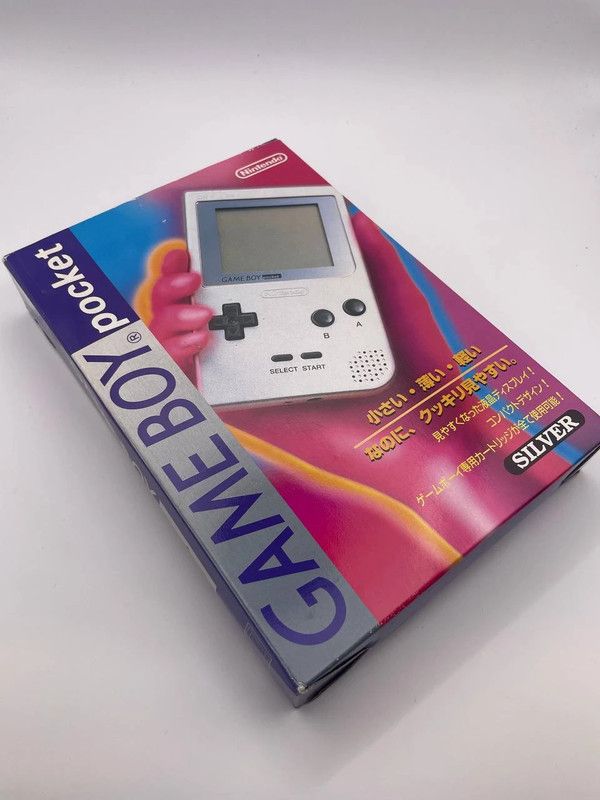 Nintendo
GAME BOY® pocket
GAME BOY pocket
Nintendo
B
A
SELECT START
小さい・薄い・軽い
なのに、クッキリ見やすい。
見やすくなった液晶ディスプレイ!
コンパクトデザイン!
ゲームボーイ専用カートリッジが全て使用可能!
SILVER